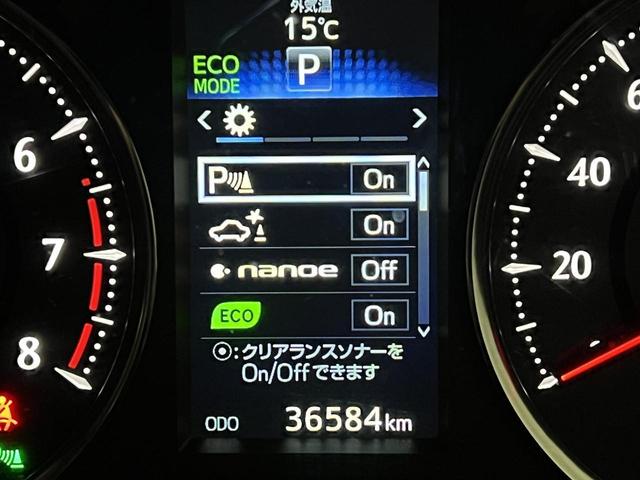 外気温
15℃
ECO
MODE
P
P
On
On
nanoe
Off
ECO
On
⦿:クリアランスソナーを
On/Offできます
ODO 36584km
6
7
8
6
40
20